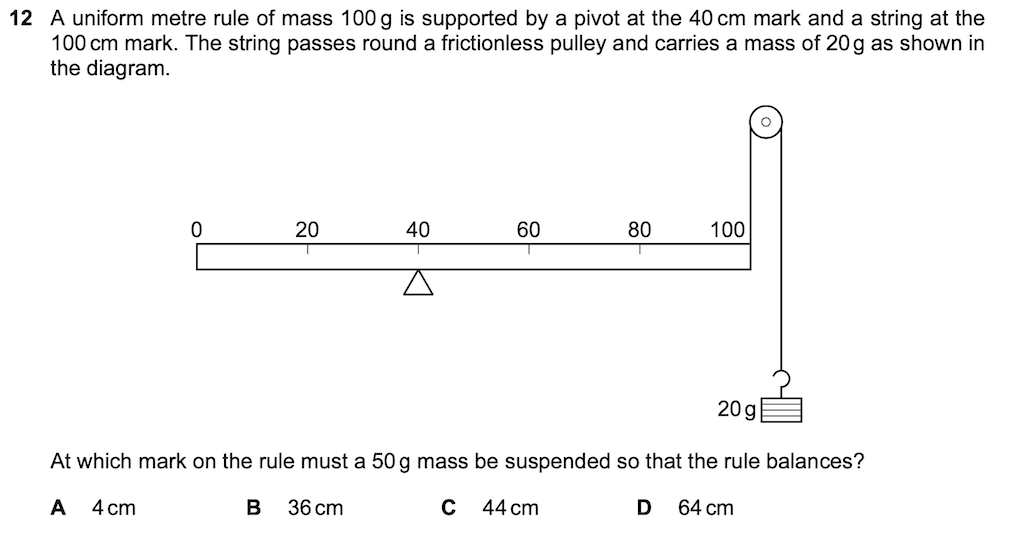 12 A uniform metre rule of mass 100 g is supported by a pivot at the 40 cm mark and a string at the
100 cm mark. The string passes round a frictionless pulley and carries a mass of 20 g as shown in
the diagram.
0 20 40 60 80 100
20 g
At which mark on the rule must a 50 g mass be suspended so that the rule balances?
A 4 cm B 36 cm C 44 cm D 64 cm